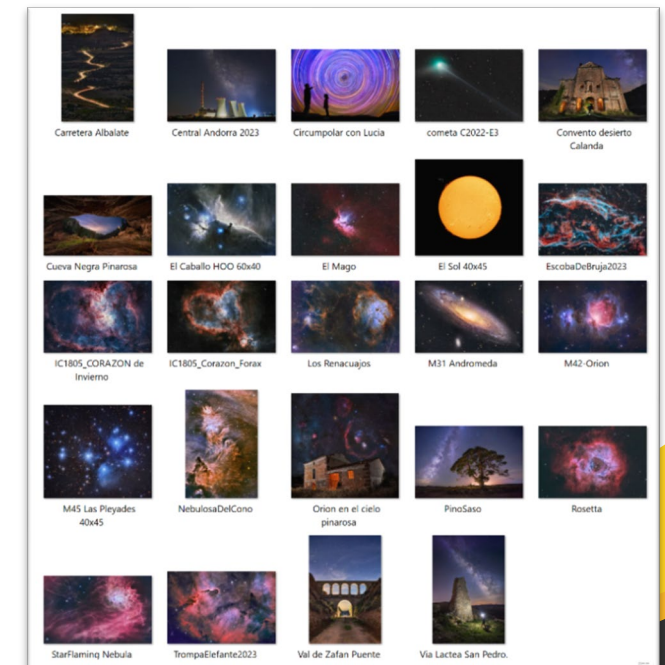 Carretera Albalate
Central Andorra 2023
Circumpolar con Lucia
cometa C2022-E3
Convento desierto
Calanda
Cueva Negra Pinarosa
El Caballo HOO 60x40
El Mago
El Sol 40x45
EscobaDeBruja2023
IC1805_CORAZON de
Invierno
IC1805_Corazon_Forax
Los Renacuajos
M31 Andromeda
M42-Orion
M45 Las Pleyades
40x45
NebulosaDelCono
Orion en el cielo
pinarosa
PinoSaso
Rosetta
StarFlaming Nebula
TrompaElefante2023
Val de Zafan Puente
Via Lactea San Pedro.